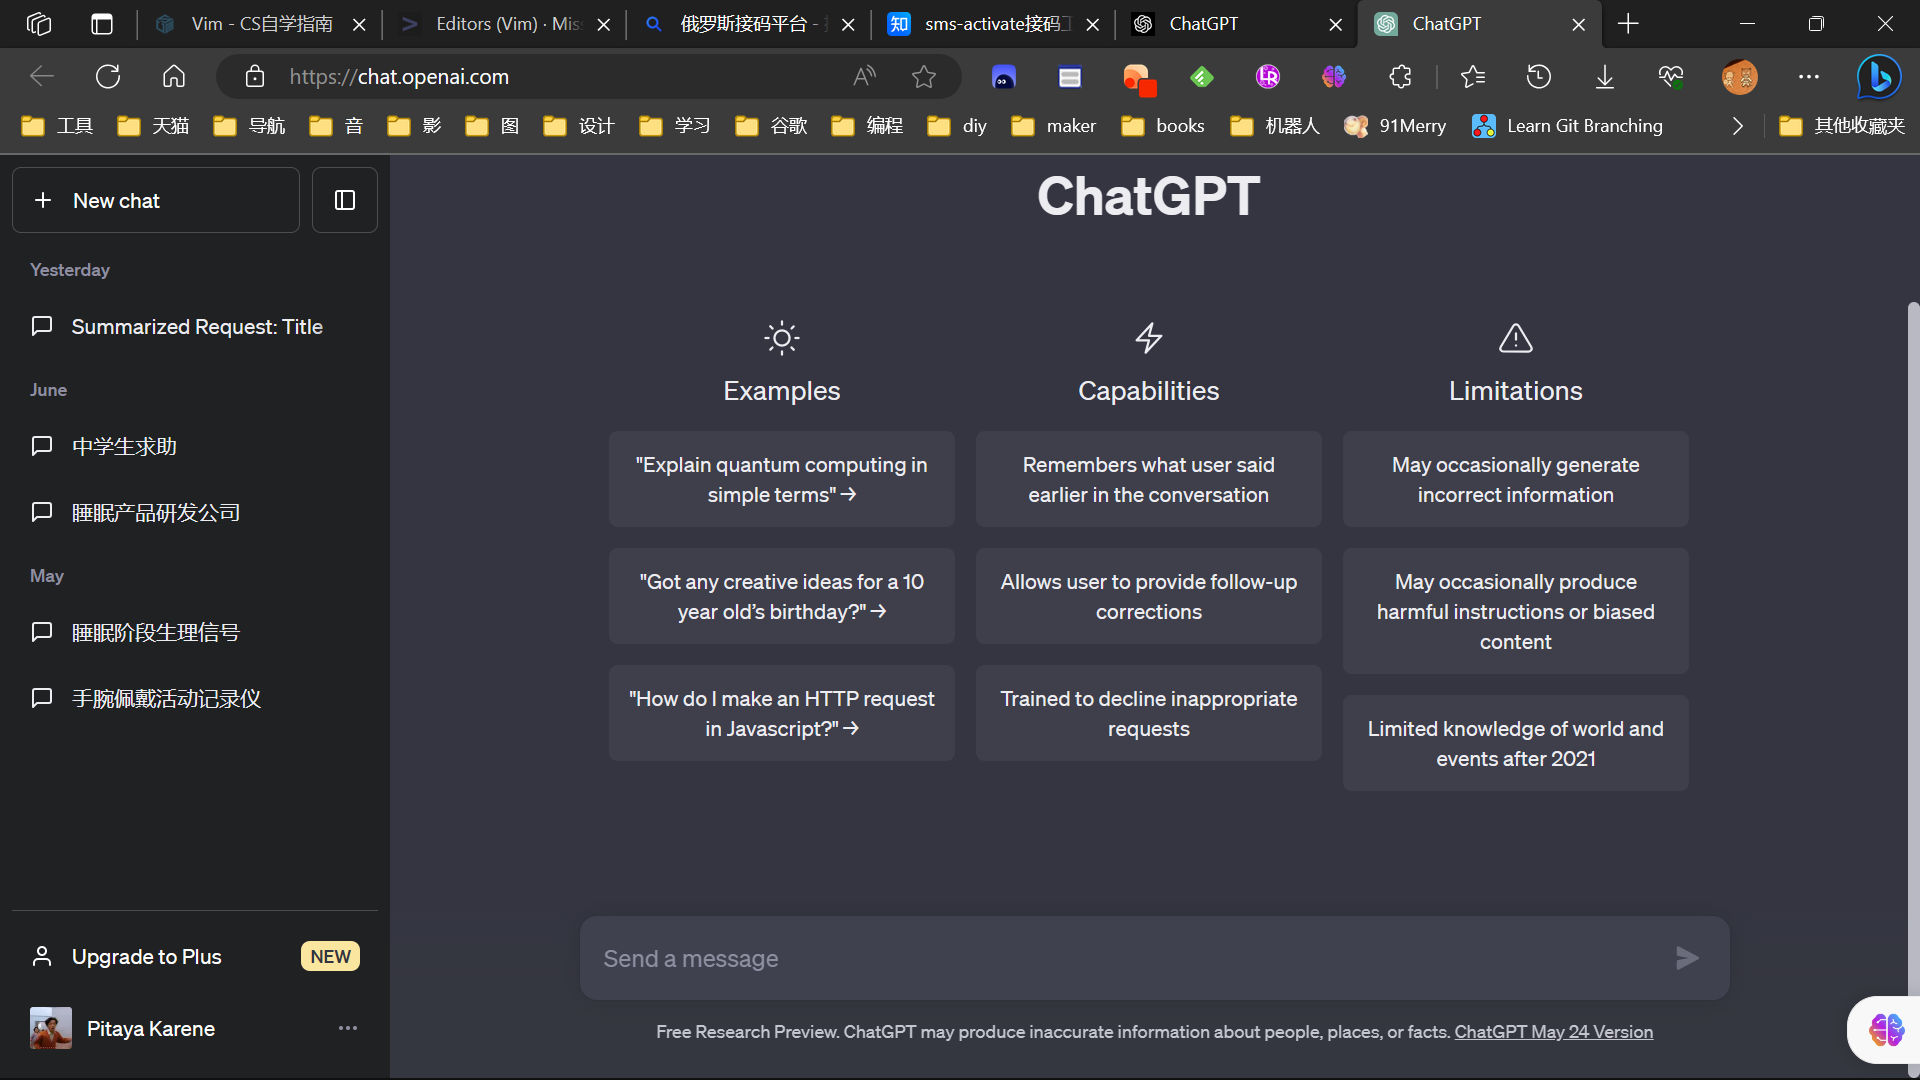 Vim - CS自学指南
Editors (Vim) · Mis
俄罗斯接码平台 -
知
sms-activate接码工
ChatGPT
ChatGPT
https://chat.openai.com
工具
天猫
导航
音
影
图
设计
学习
谷歌
编程
diy
maker
books
机器人
91Merry
Learn Git Branching
其他收藏夹
New chat
Yesterday
Summarized Request: Title
June
中学生求助
睡眠产品研发公司
May
睡眠阶段生理信号
手腕佩戴活动记录仪
Upgrade to Plus
NEW
Pitaya Karene
ChatGPT
Examples
"Explain quantum computing in
simple terms" →
"Got any creative ideas for a 10
year old's birthday?" →
"How do I make an HTTP request
in Javascript?" →
Capabilities
Remembers what user said
earlier in the conversation
Allows user to provide follow-up
corrections
Trained to decline inappropriate
requests
Limitations
May occasionally generate
incorrect information
May occasionally produce
harmful instructions or biased
content
Limited knowledge of world and
events after 2021
Send a message
Free Research Preview. ChatGPT may produce inaccurate information about people, places, or facts. ChatGPT May 24 Version